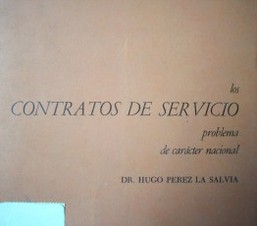 los
CONTRATOS DE SERVICIO
problema
de carácter nacional
DR. HUGO PEREZ LA SALVIA